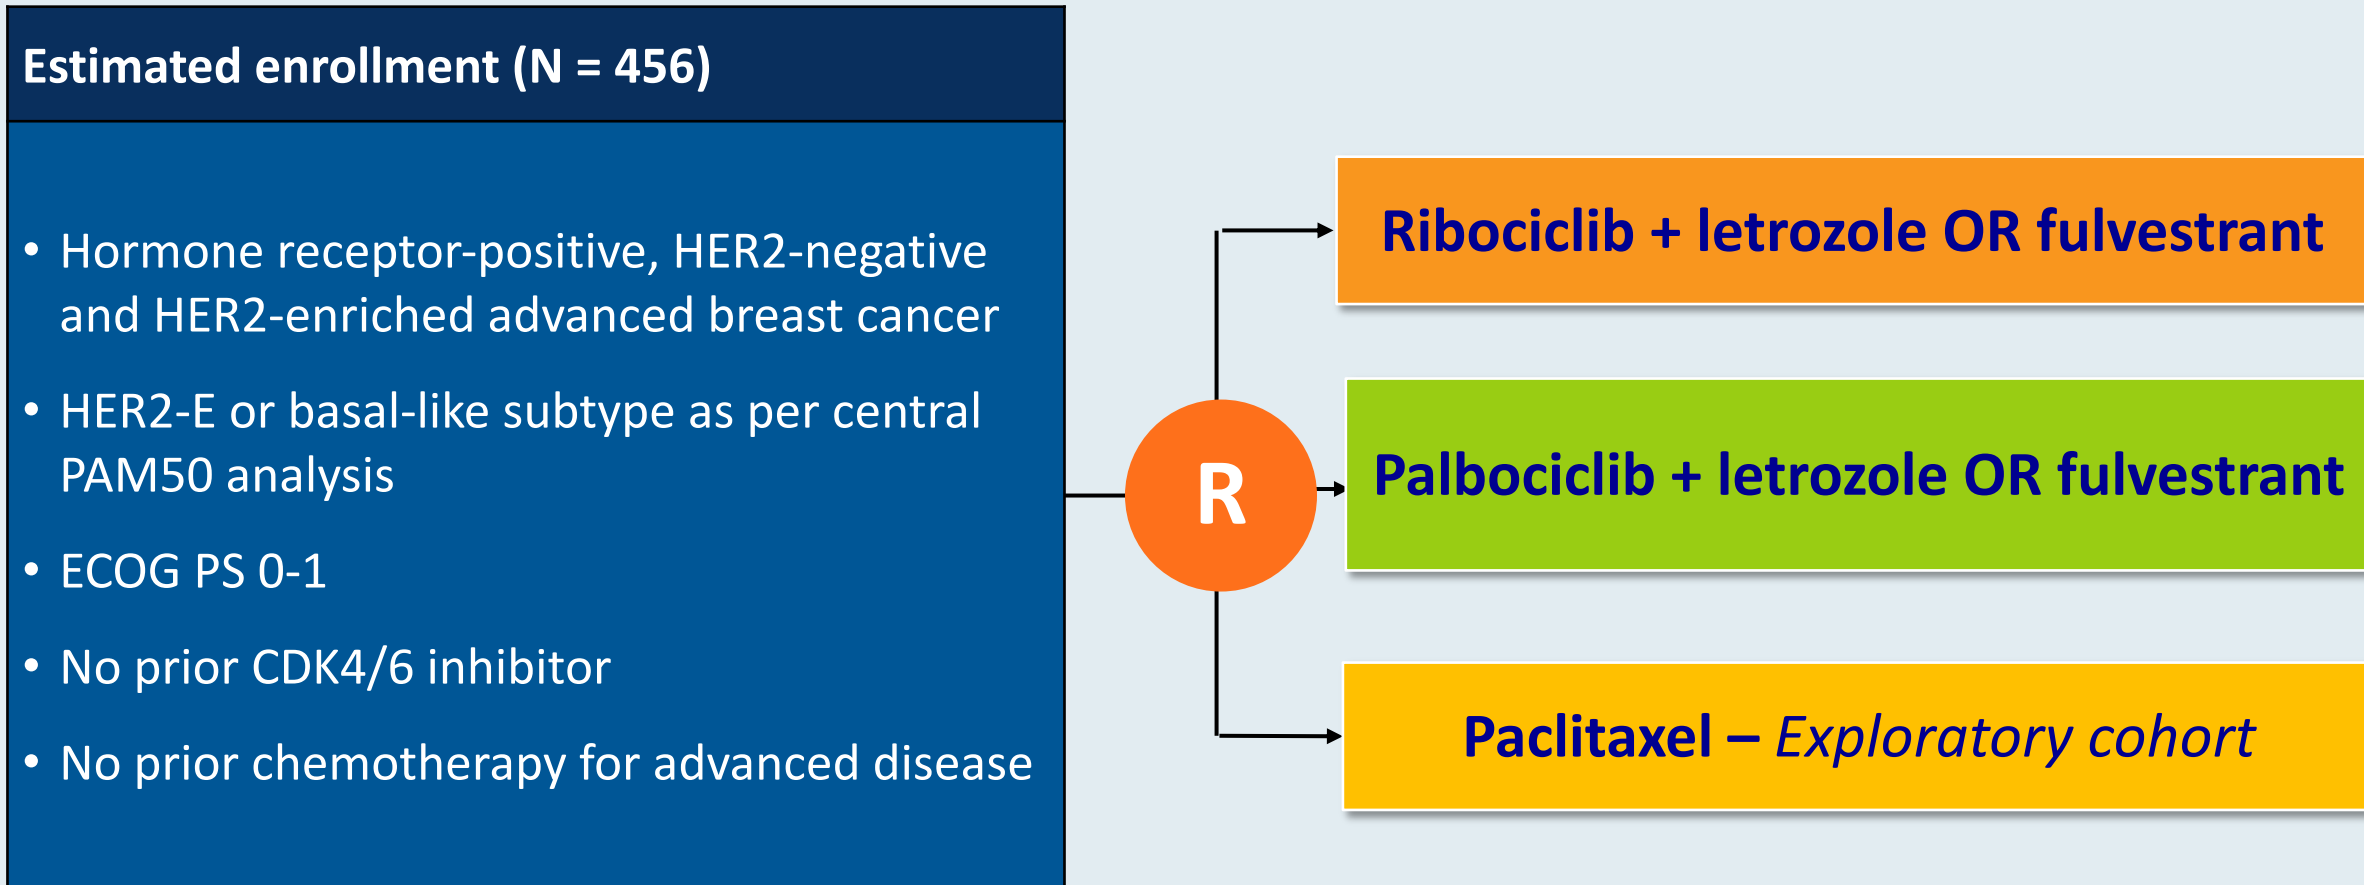 Estimated enrollment (N = 456)
• Hormone receptor-positive, HER2-negative
and HER2-enriched advanced breast cancer
• HER2-E or basal-like subtype as per central
PAM50 analysis
• ECOG PS 0-1
• No prior CDK4/6 inhibitor
• No prior chemotherapy for advanced disease
R
Ribociclib + letrozole OR fulvestrant
Palbociclib + letrozole OR fulvestrant
Paclitaxel – Exploratory cohort